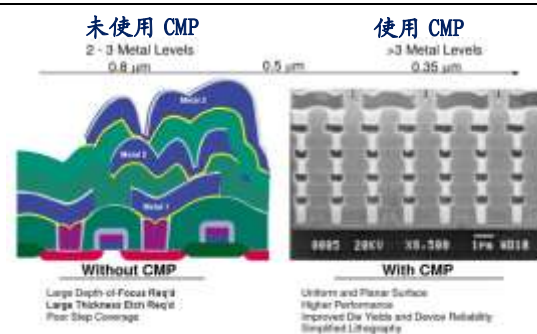 未使用 CMP
使用 CMP
2 - 3 Metal Levels
>3 Metal Levels
0.8 μm
0.5 μm
0.35 μm
Metal 3
Metal 2
Metal 1
0005 20KV X8,500 1μm WD18
Without CMP
With CMP
Large Depth-of-Focus Req'd
Large Thickness Etch Req'd
Poor Step Coverage
Uniform and Planar Surface
Higher Performance
Improved Die Yields and Device Reliability
Simplified Lithography